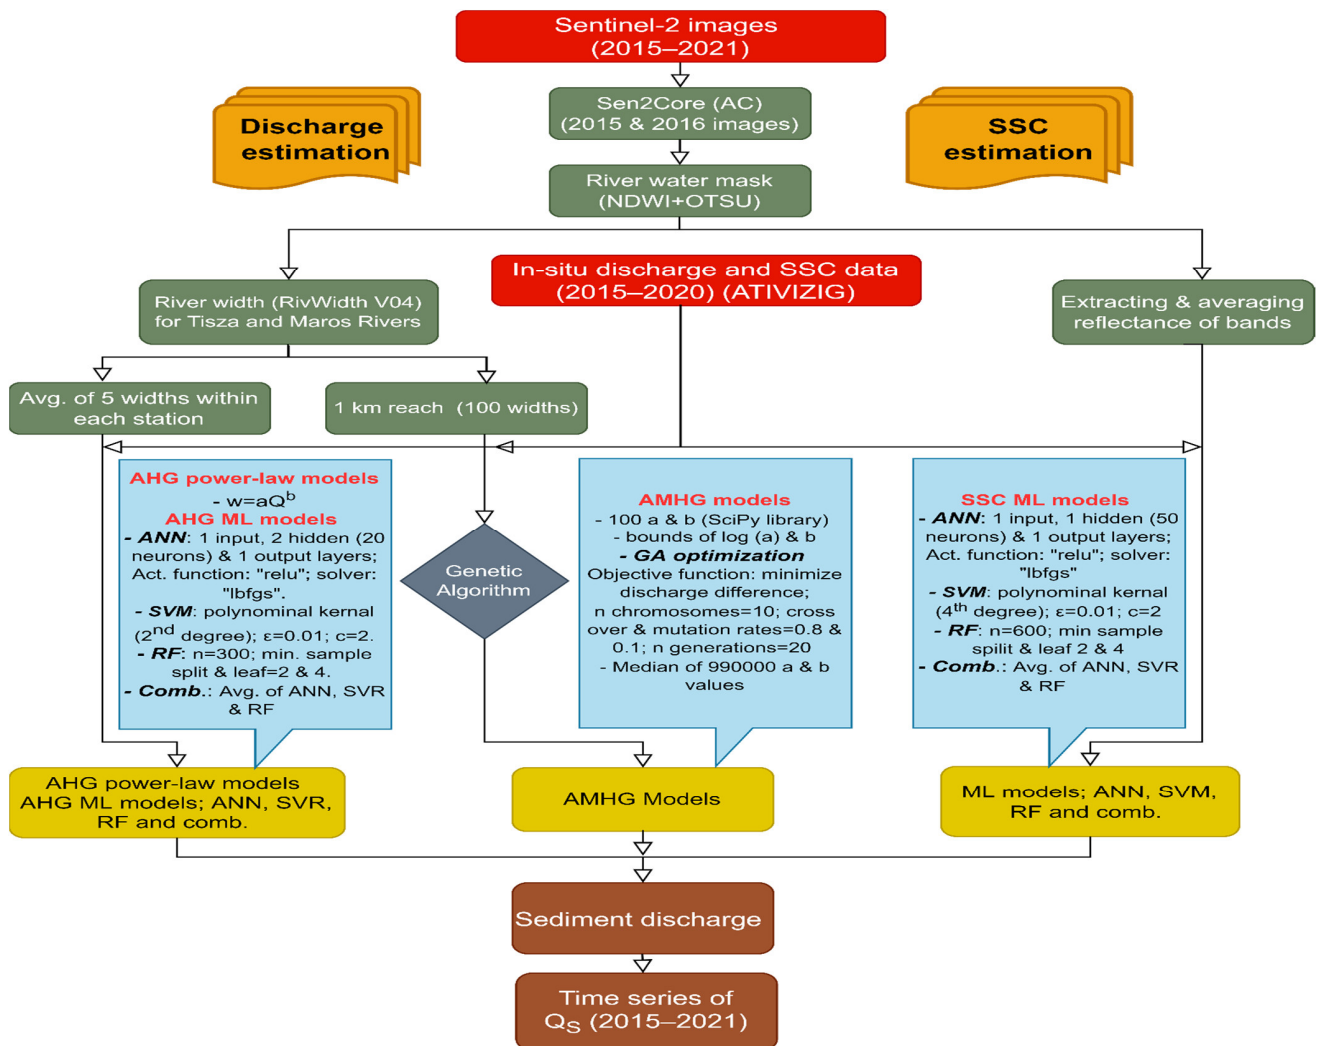 Sentinel-2 images
(2015–2021)
Discharge
estimation
Sen2Core (AC)
(2015 & 2016 images)
SSC
estimation
River water mask
(NDWI+OTSU)
In-situ discharge and SSC data
(2015–2020) (ATIVIZIG)
River width (RivWidth V04)
for Tisza and Maros Rivers
Extracting & averaging
reflectance of bands
Avg. of 5 widths within
each station
1 km reach (100 widths)
AHG power-law models
- w=aQᵇ
AHG ML models
- ANN: 1 input, 2 hidden (20
neurons) & 1 output layers;
Act. function: "relu"; solver:
"lbfgs".
- SVM: polynominal kernal
(2nd degree); ε=0.01; c=2.
- RF: n=300; min. sample
split & leaf=2 & 4.
- Comb.: Avg. of ANN, SVR
& RF
Genetic
Algorithm
AMHG models
- 100 a & b (SciPy library)
- bounds of log (a) & b
- GA optimization
Objective function: minimize
discharge difference;
n chromosomes=10; cross
over & mutation rates=0.8 &
0.1; n generations=20
- Median of 990000 a & b
values
SSC ML models
- ANN: 1 input, 1 hidden (50
neurons) & 1 output layers;
Act. function: "relu"; solver:
"lbfgs"
- SVM: polynominal kernal
(4th degree); ε=0.01; c=2
- RF: n=600; min sample
spilit & leaf 2 & 4
- Comb.: Avg. of ANN, SVR
& RF
AHG power-law models
AHG ML models; ANN, SVR,
RF and comb.
AMHG Models
ML models; ANN, SVM,
RF and comb.
Sediment discharge
Time series of
Qₛ (2015–2021)